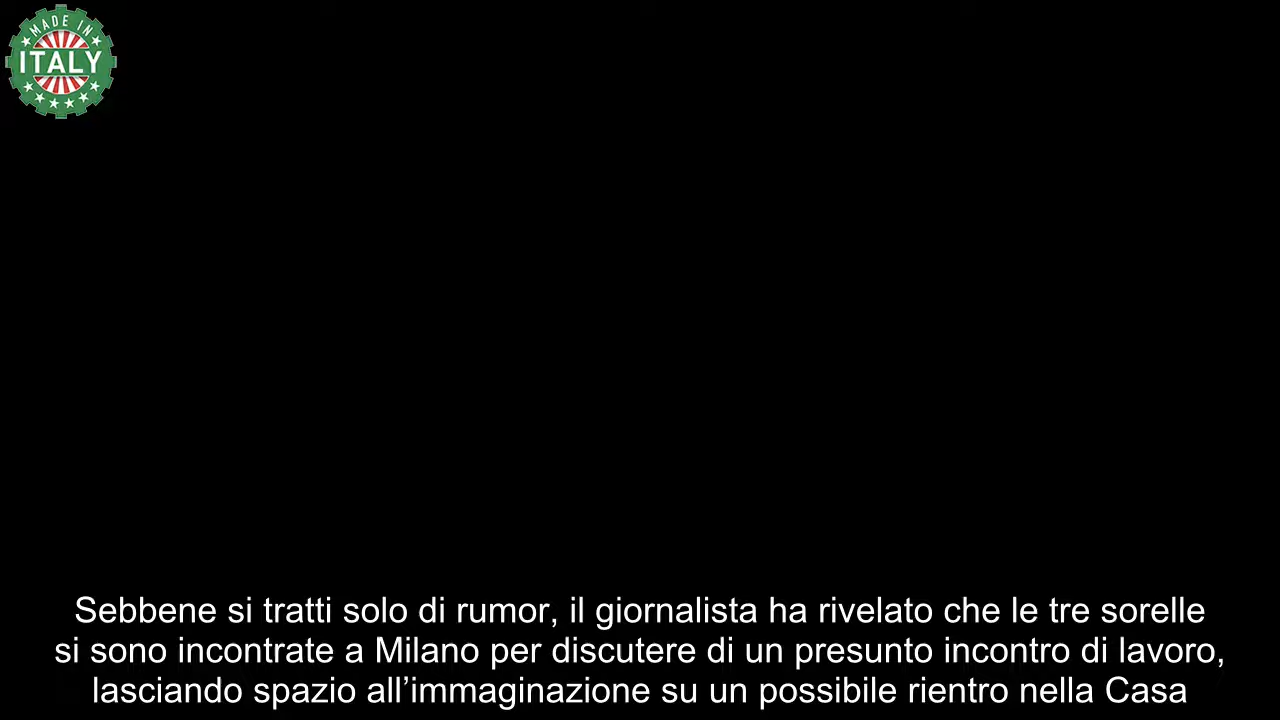 MADE IN
ITALY
Sebbene si tratti solo di rumor, il giornalista ha rivelato che le tre sorelle
si sono incontrate a Milano per discutere di un presunto incontro di lavoro,
lasciando spazio all’immaginazione su un possibile rientro nella Casa